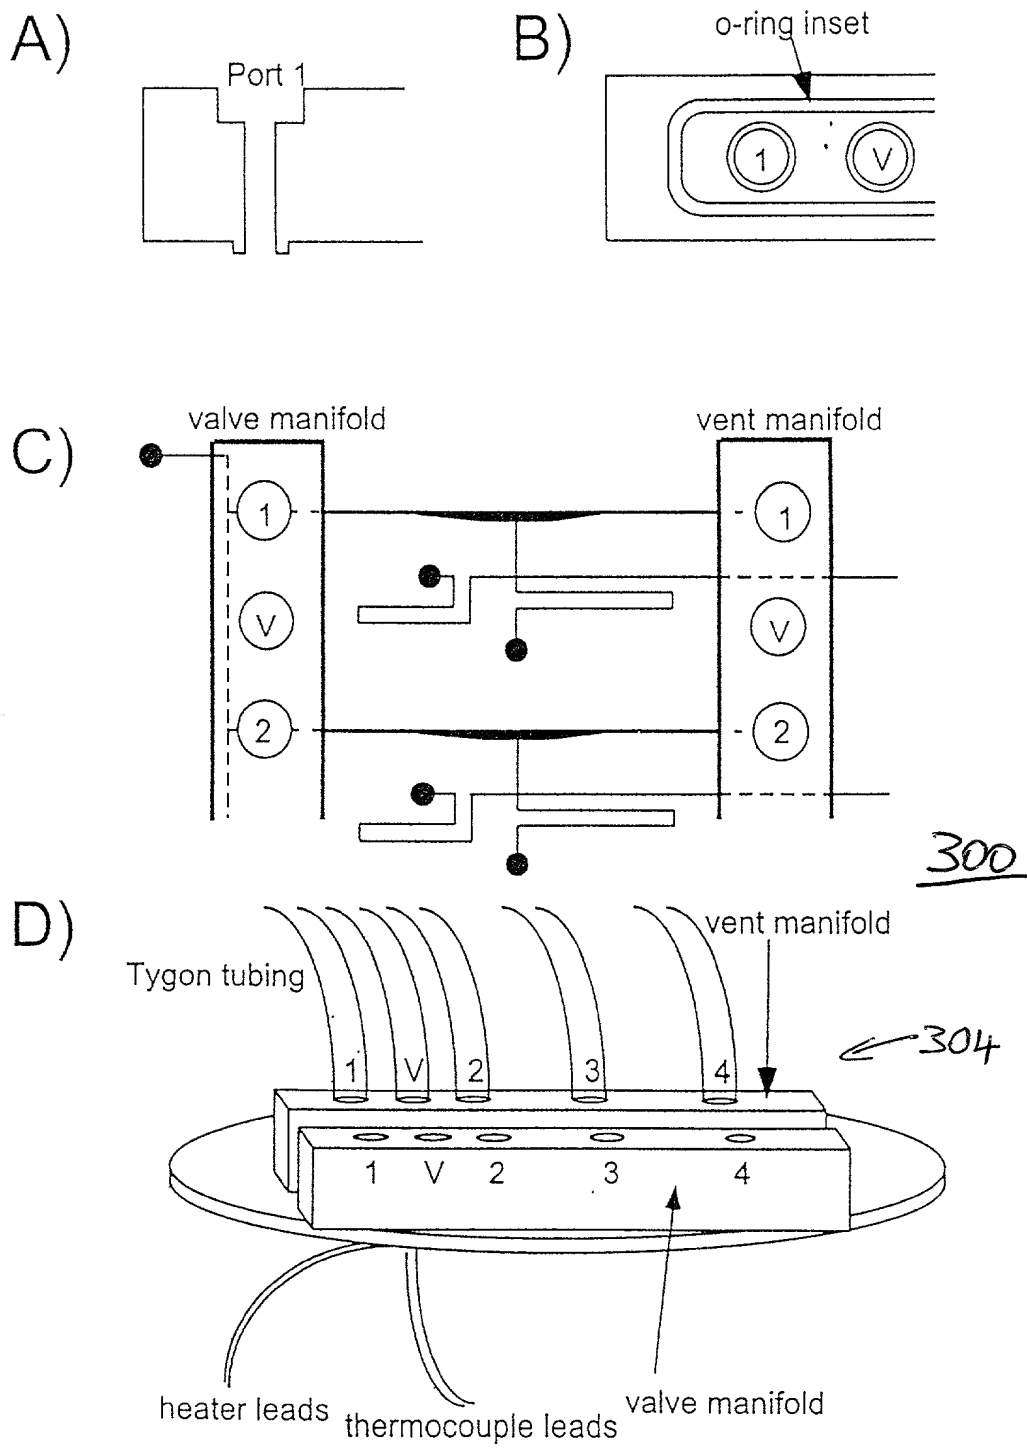 A)
Port 1
B)
o-ring inset
1
V
C)
valve manifold
vent manifold
1
1
V
V
2
2
300
D)
vent manifold
Tygon tubing
304
1
V
2
3
4
1
V
2
3
4
heater leads
thermocouple leads
valve manifold